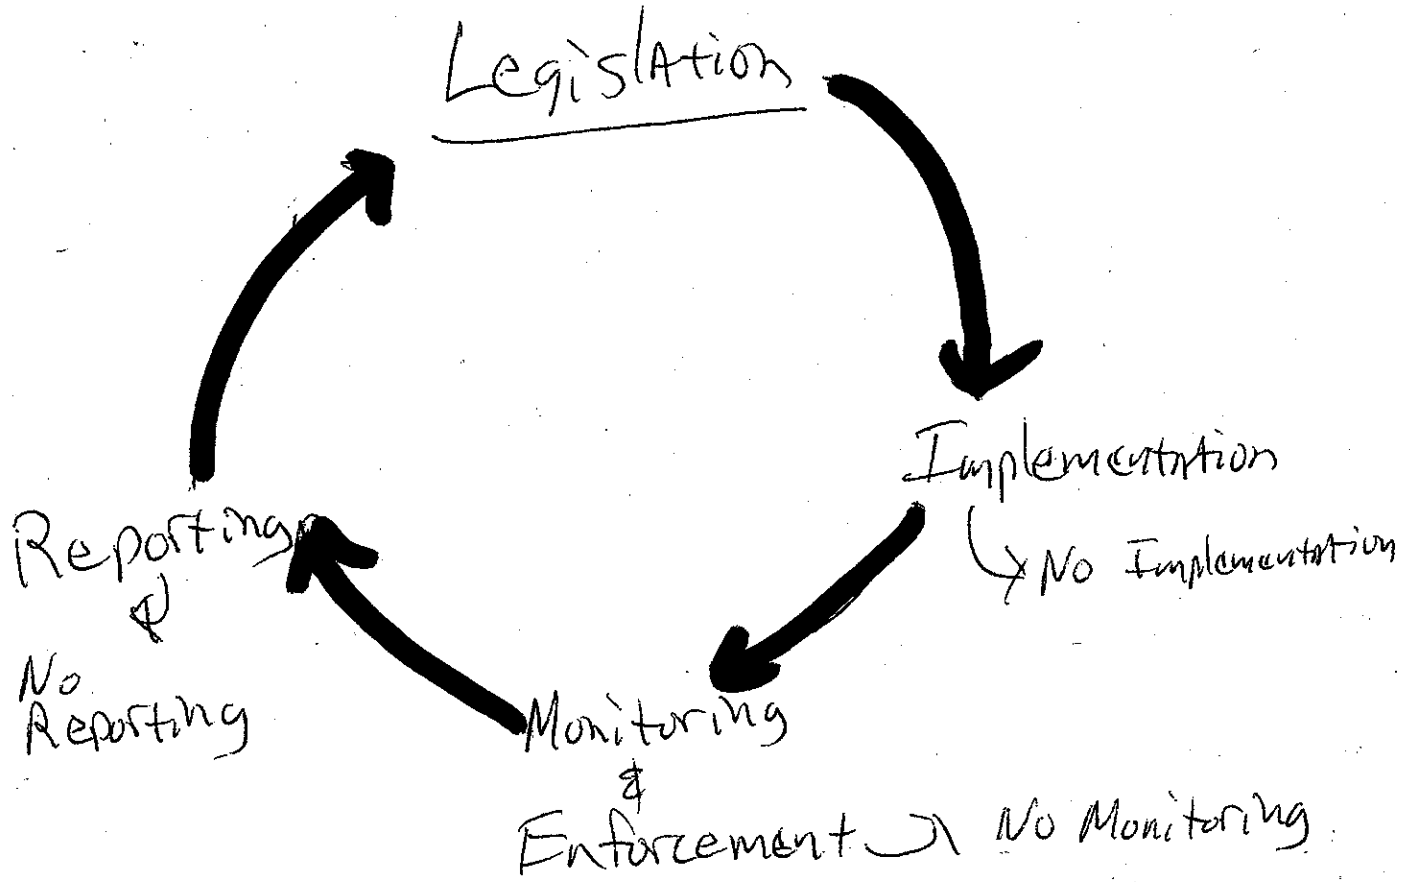 Legislation
Implementation
No Implementation
Reporting
No
Reporting
Monitoring
&
Enforcement
No Monitoring